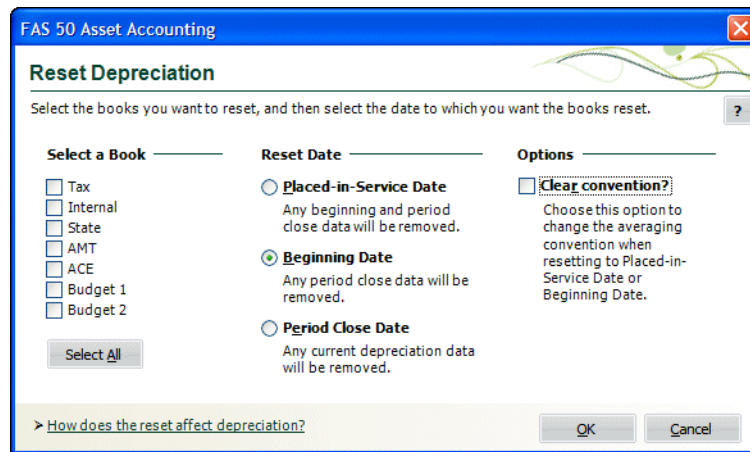 FAS 50 Asset Accounting
Reset Depreciation
Select the books you want to reset, and then select the date to which you want the books reset.
?
Select a Book
Tax
Internal
State
AMT
ACE
Budget 1
Budget 2
Select All
Reset Date
Placed-in-Service Date
Any beginning and period
close data will be removed.
Beginning Date
Any period close data will be
removed.
Period Close Date
Any current depreciation data
will be removed.
Options
Clear convention?
Choose this option to
change the averaging
convention when
resetting to Placed-in-
Service Date or
Beginning Date.
How does the reset affect depreciation?
OK
Cancel